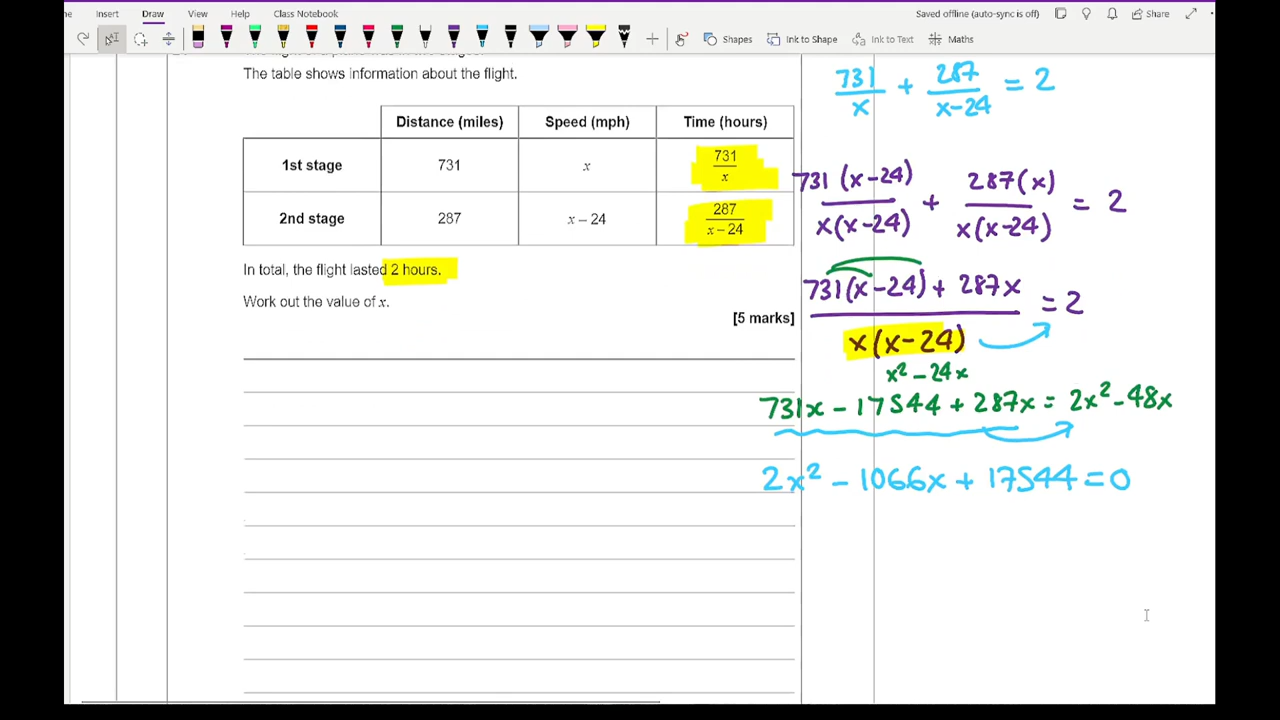 Insert Draw View Help Class Notebook Saved offline (auto-sync is off) Share
Shapes Ink to Shape Ink to Text Maths
The table shows information about the flight.
Distance (miles) Speed (mph) Time (hours)
1st stage 731 x 731/x
2nd stage 287 x – 24 287/x – 24
In total, the flight lasted 2 hours.
Work out the value of x.
[5 marks]
731/x + 287/x-24 = 2
731(x-24)/x(x-24) + 287(x)/x(x-24) = 2
731(x-24) + 287x/x(x-24) = 2
x² - 24x
731x - 17544 + 287x = 2x² - 48x
2x² - 1066x + 17544 = 0